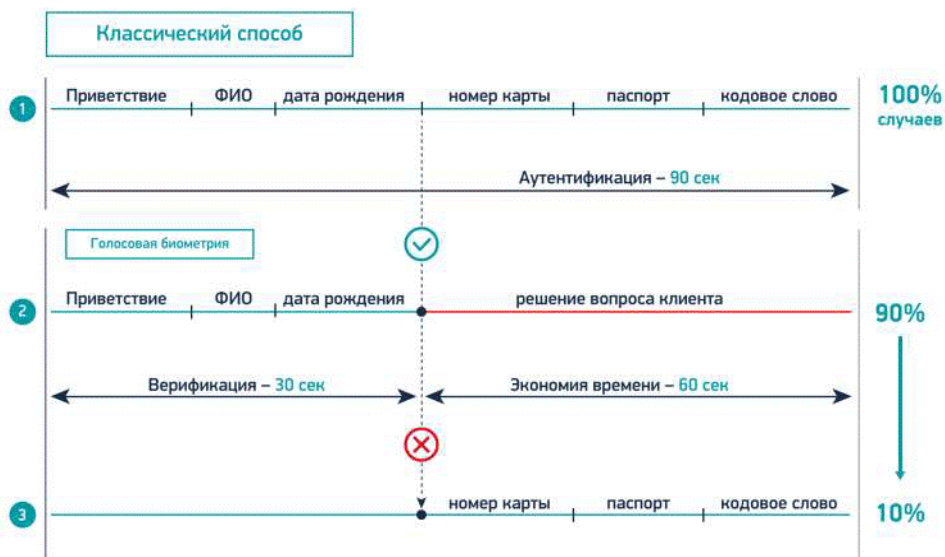 Классический способ
1
Приветствие ФИО дата рождения номер карты паспорт кодовое слово
100%
случаев
Аутентификация – 90 сек
Голосовая биометрия
2
Приветствие ФИО дата рождения решение вопроса клиента
90%
Верификация – 30 сек Экономия времени – 60 сек
3
номер карты паспорт кодовое слово
10%